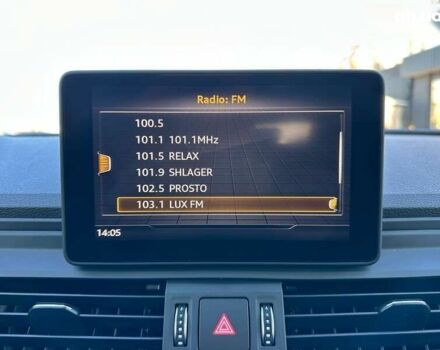 Radio: FM
100.5
101.1 101.1MHz
101.5 RELAX
101.9 SHLAGER
102.5 PROSTO
103.1 LUX FM
14:05